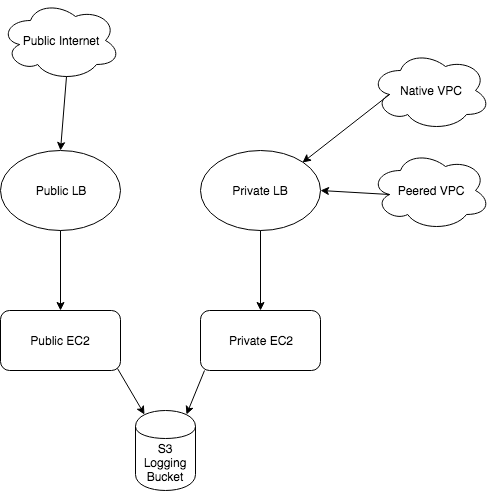 Public Internet
Native VPC
Public LB
Private LB
Peered VPC
Public EC2
Private EC2
S3
Logging
Bucket